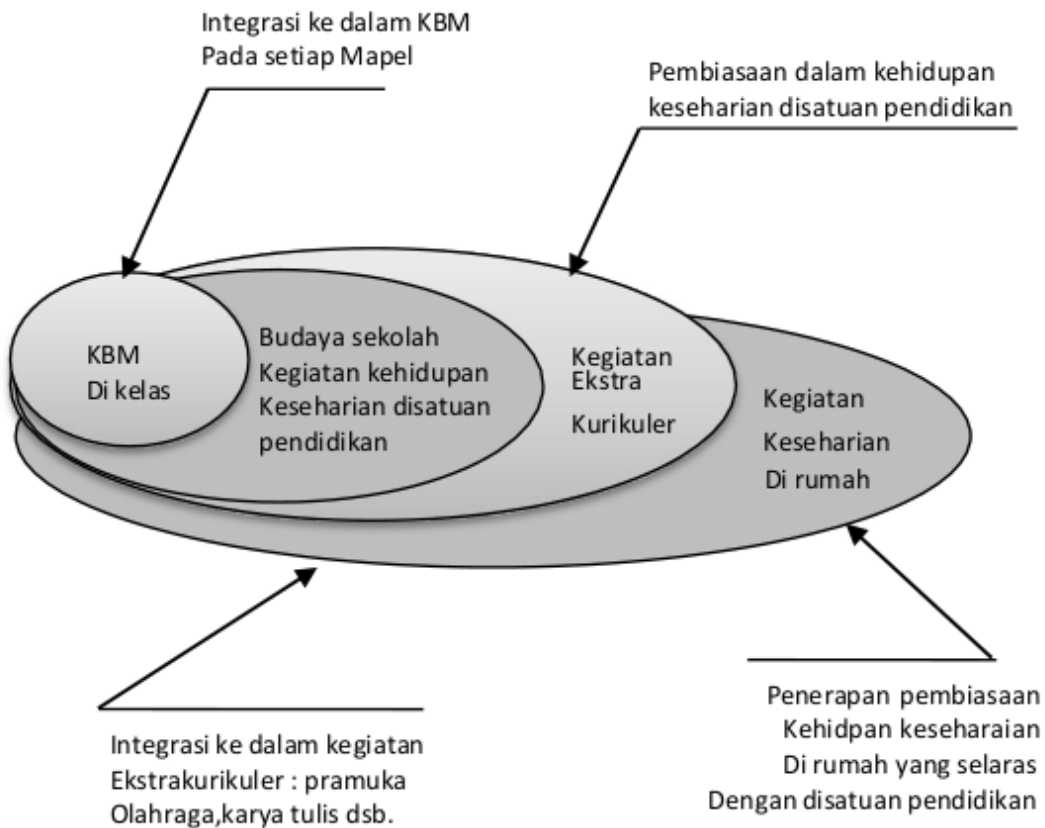 Integrasi ke dalam KBM
Pada setiap Mapel
Pembiasaan dalam kehidupan
keseharian disatuan pendidikan
KBM
Di kelas
Budaya sekolah
Kegiatan kehidupan
Keseharian disatuan
pendidikan
Kegiatan
Ekstra
Kurikuler
Kegiatan
Keseharian
Di rumah
Integrasi ke dalam kegiatan
Ekstrakurikuler : pramuka
Olahraga,karya tulis dsb.
Penerapan pembiasaan
Kehidpan keseharaian
Di rumah yang selaras
Dengan disatuan pendidikan